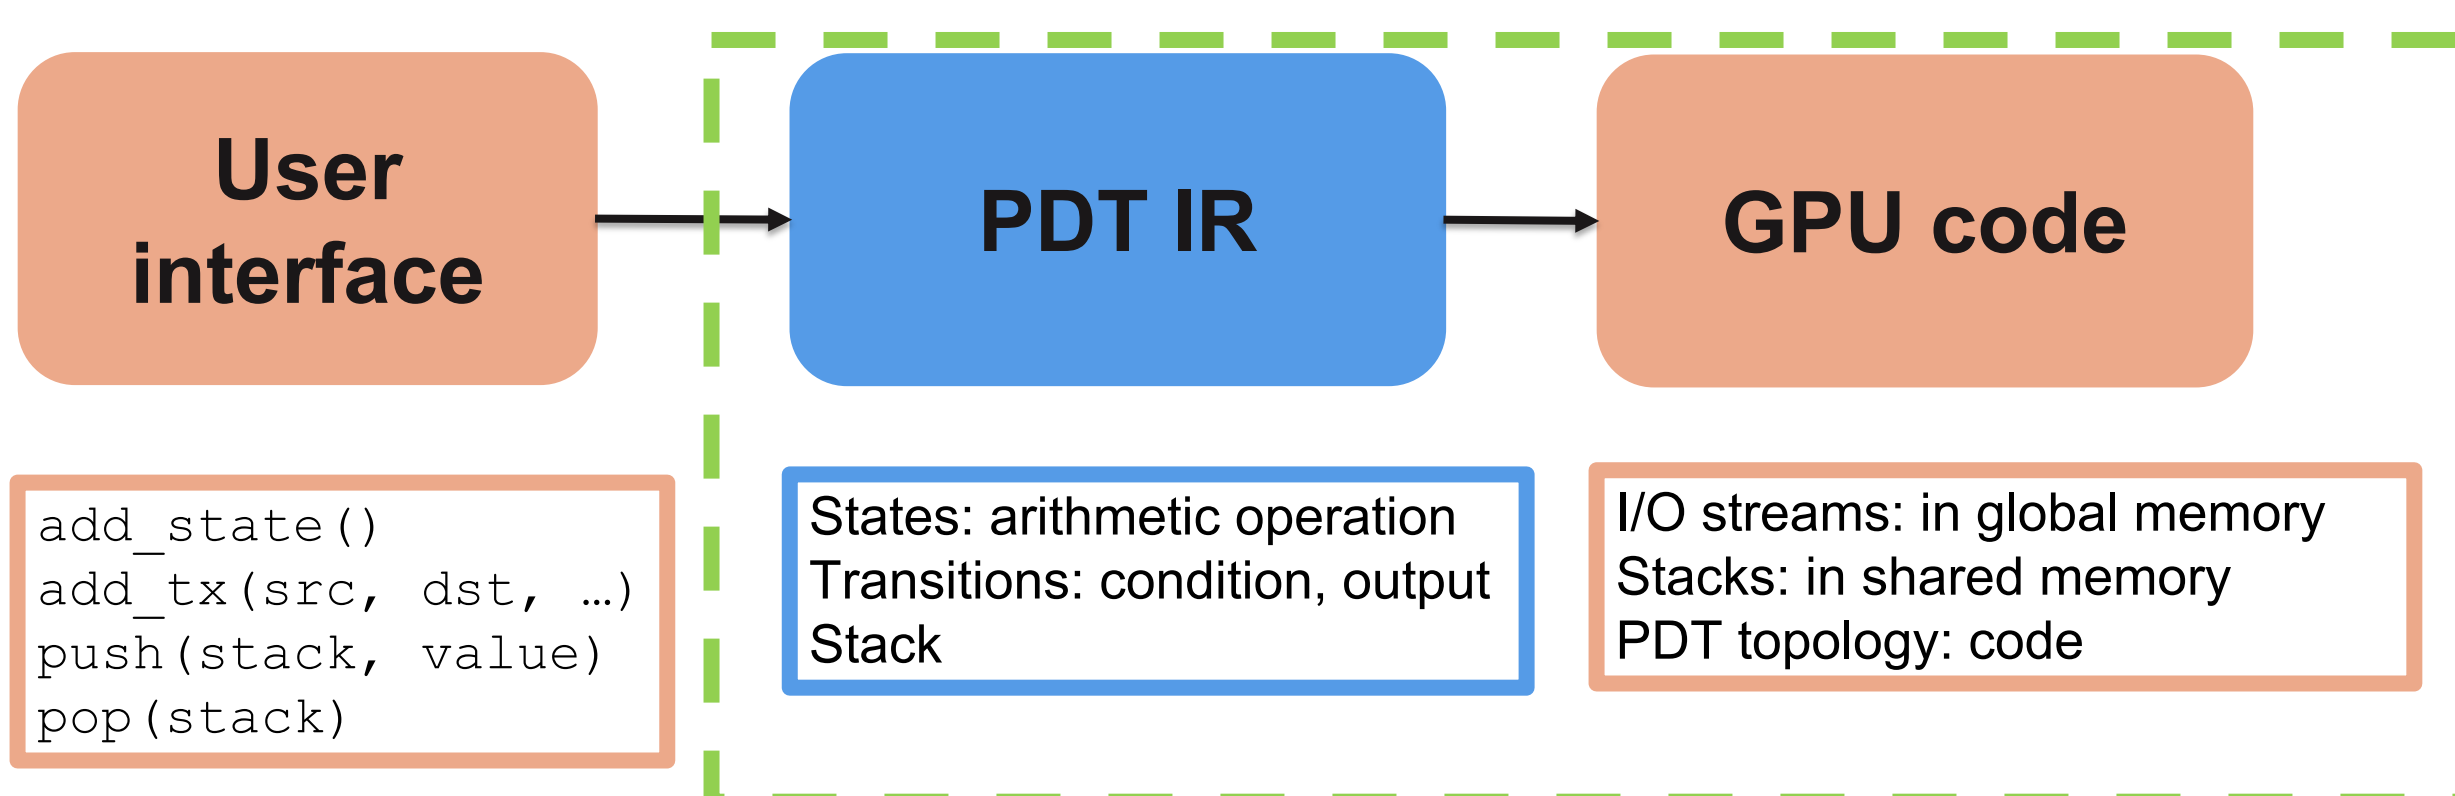 User
interface
PDT IR
GPU code
add_state()
add_tx(src, dst, …)
push(stack, value)
pop(stack)
States: arithmetic operation
Transitions: condition, output
Stack
I/O streams: in global memory
Stacks: in shared memory
PDT topology: code